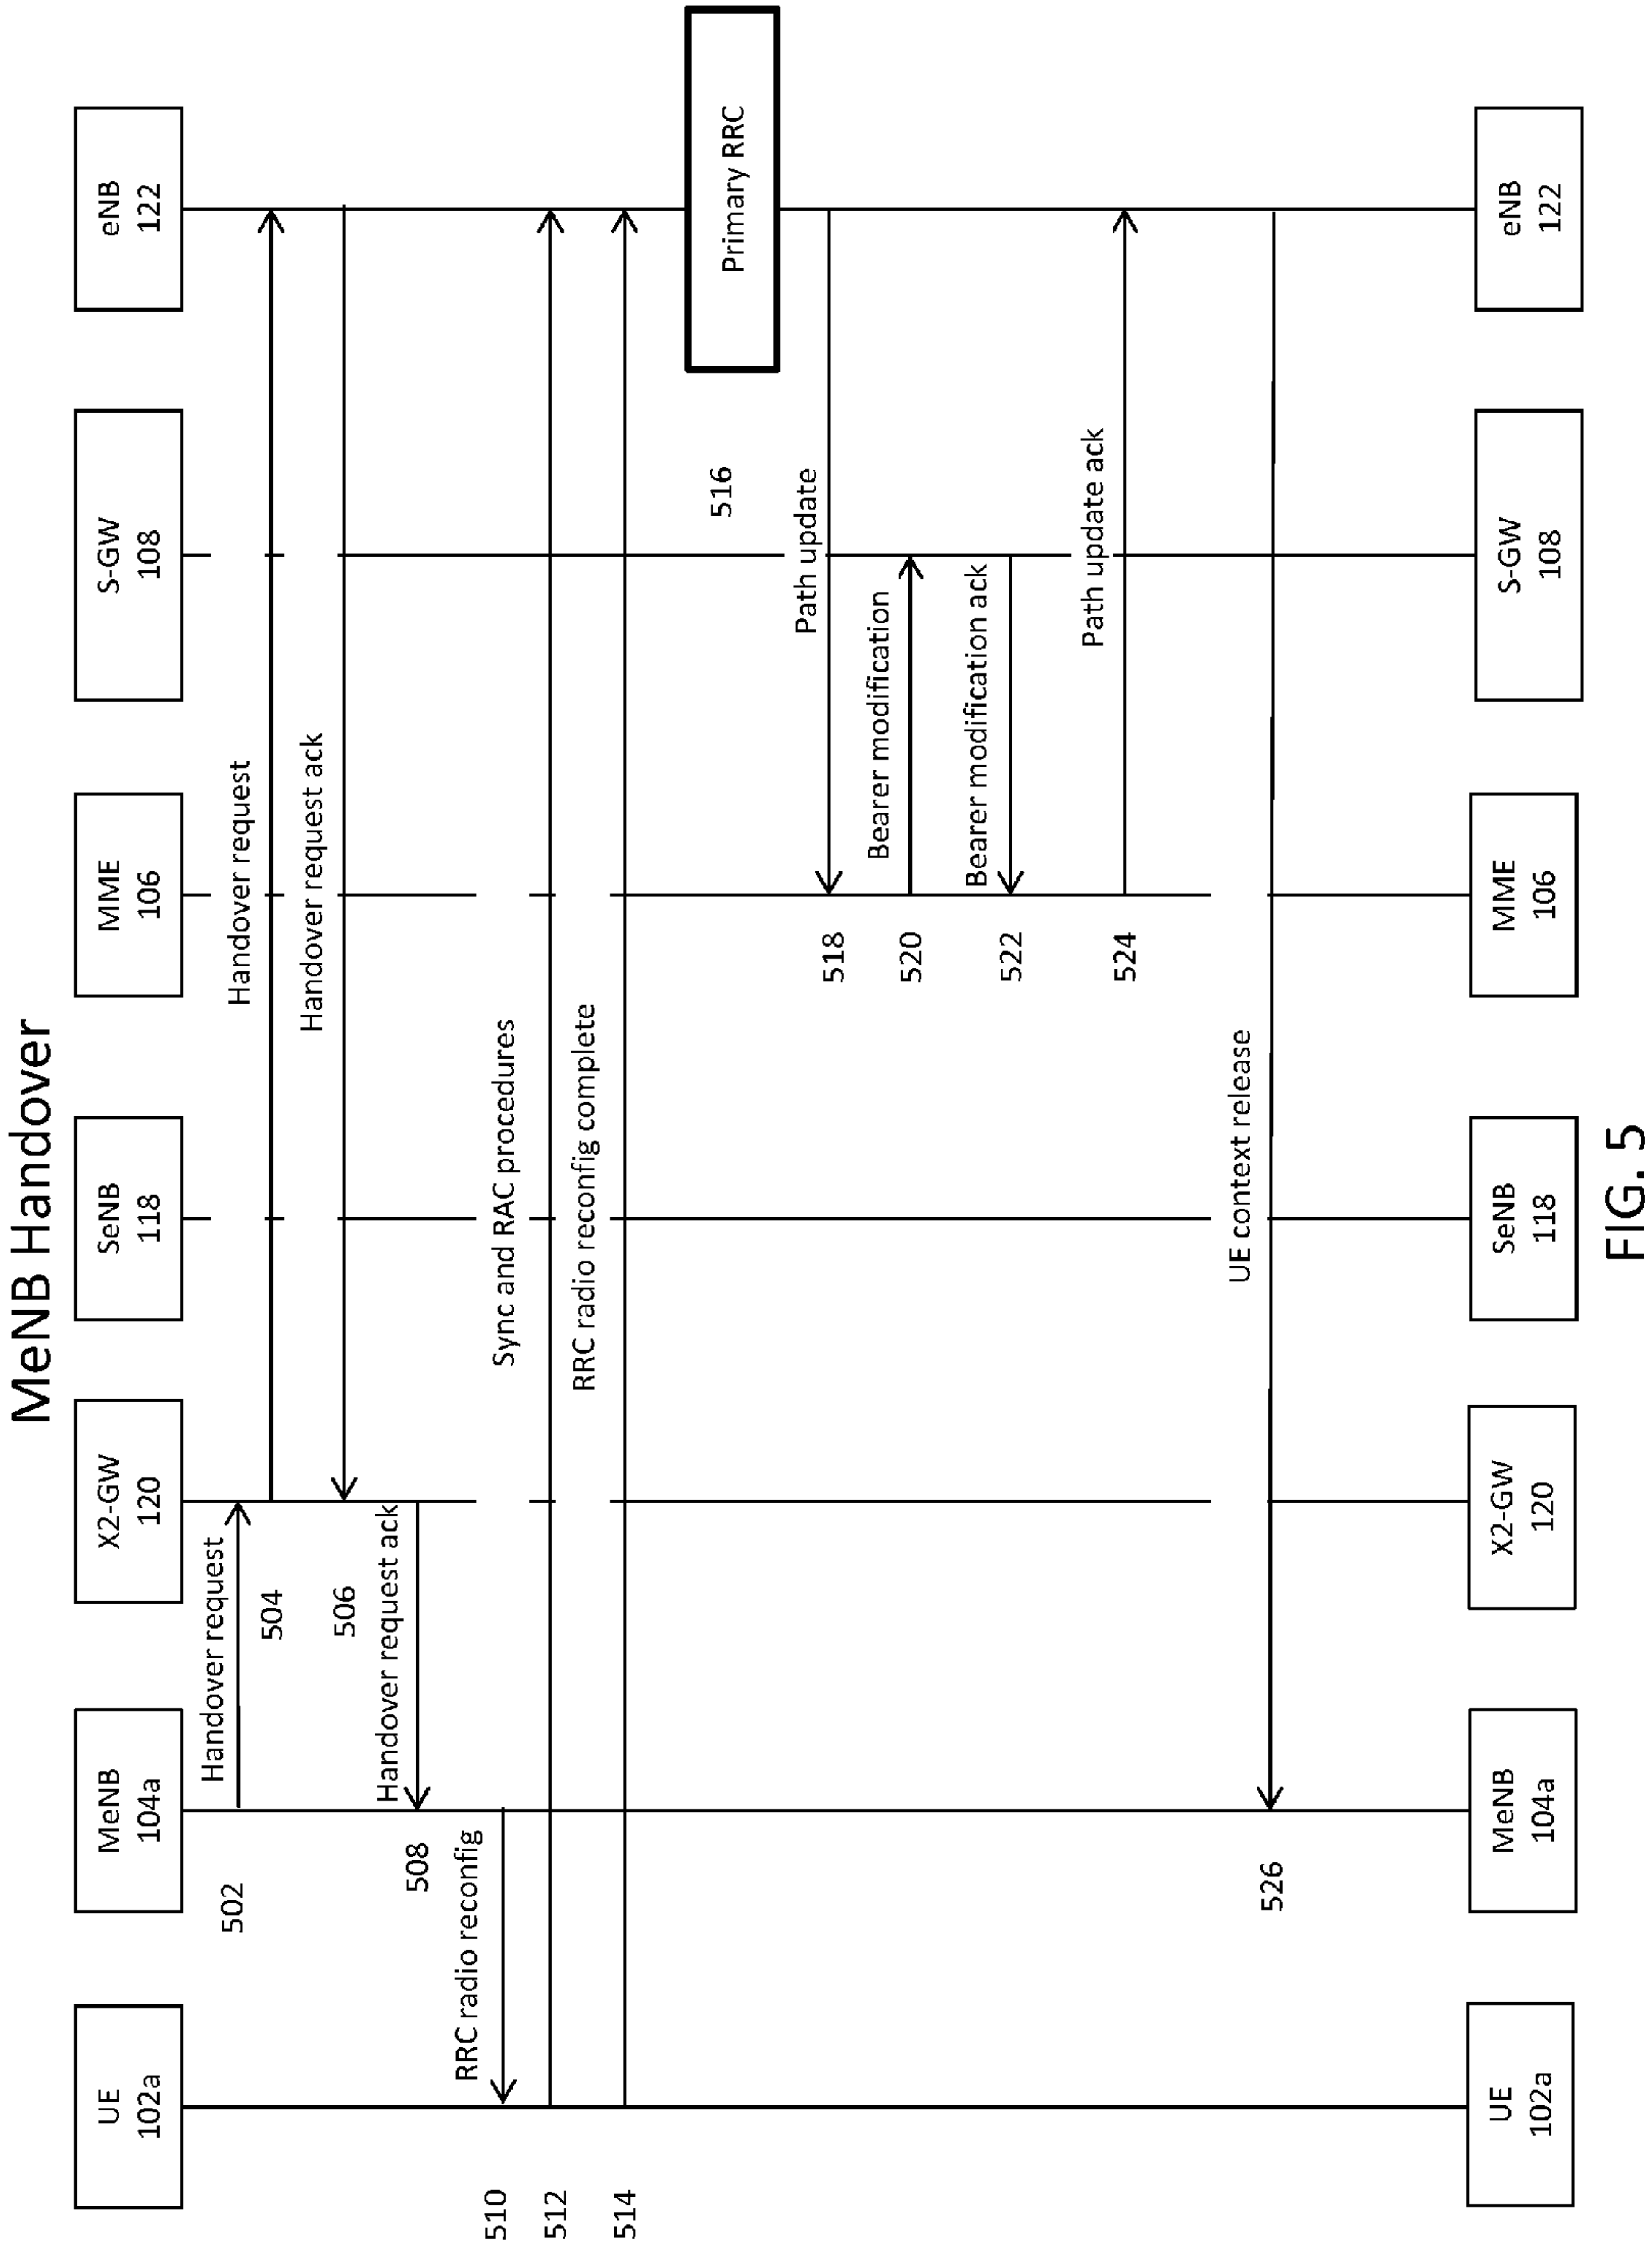 MeNB Handover
UE
102a
MeNB
104a
X2-GW
120
SeNB
118
MME
106
S-GW
108
eNB
122
502
Handover request
504
Handover request
506
Handover request ack
508
Handover request ack
510
RRC radio reconfig
512
Sync and RAC procedures
514
RRC radio reconfig complete
516
Primary RRC
518
Path update
520
Bearer modification
522
Bearer modification ack
524
Path update ack
526
UE context release
UE
102a
MeNB
104a
X2-GW
120
SeNB
118
MME
106
S-GW
108
eNB
122
FIG. 5